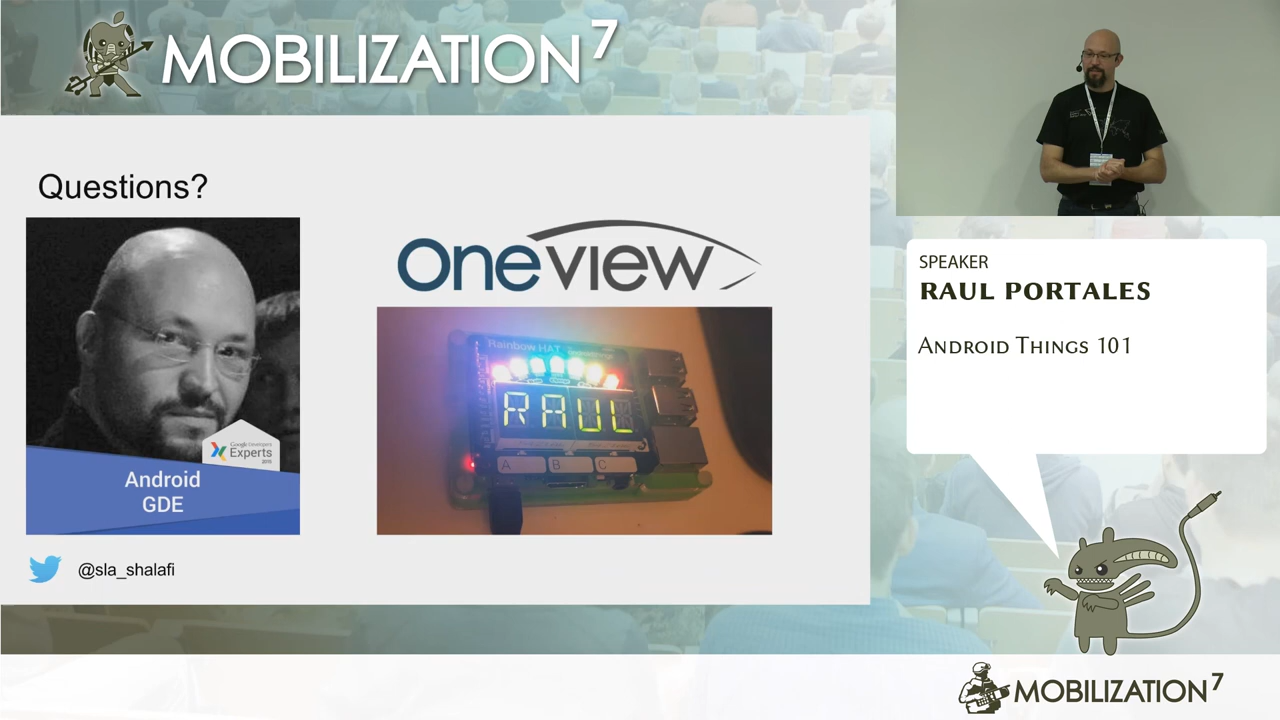 MOBILIZATION 7
Questions?
Google Developers
Experts
Android
GDE
@sla_shalafi
Oneview
Rainbow HAT
RAUL
A B C
SPEAKER
RAUL PORTALES
ANDROID THINGS 101
MOBILIZATION 7